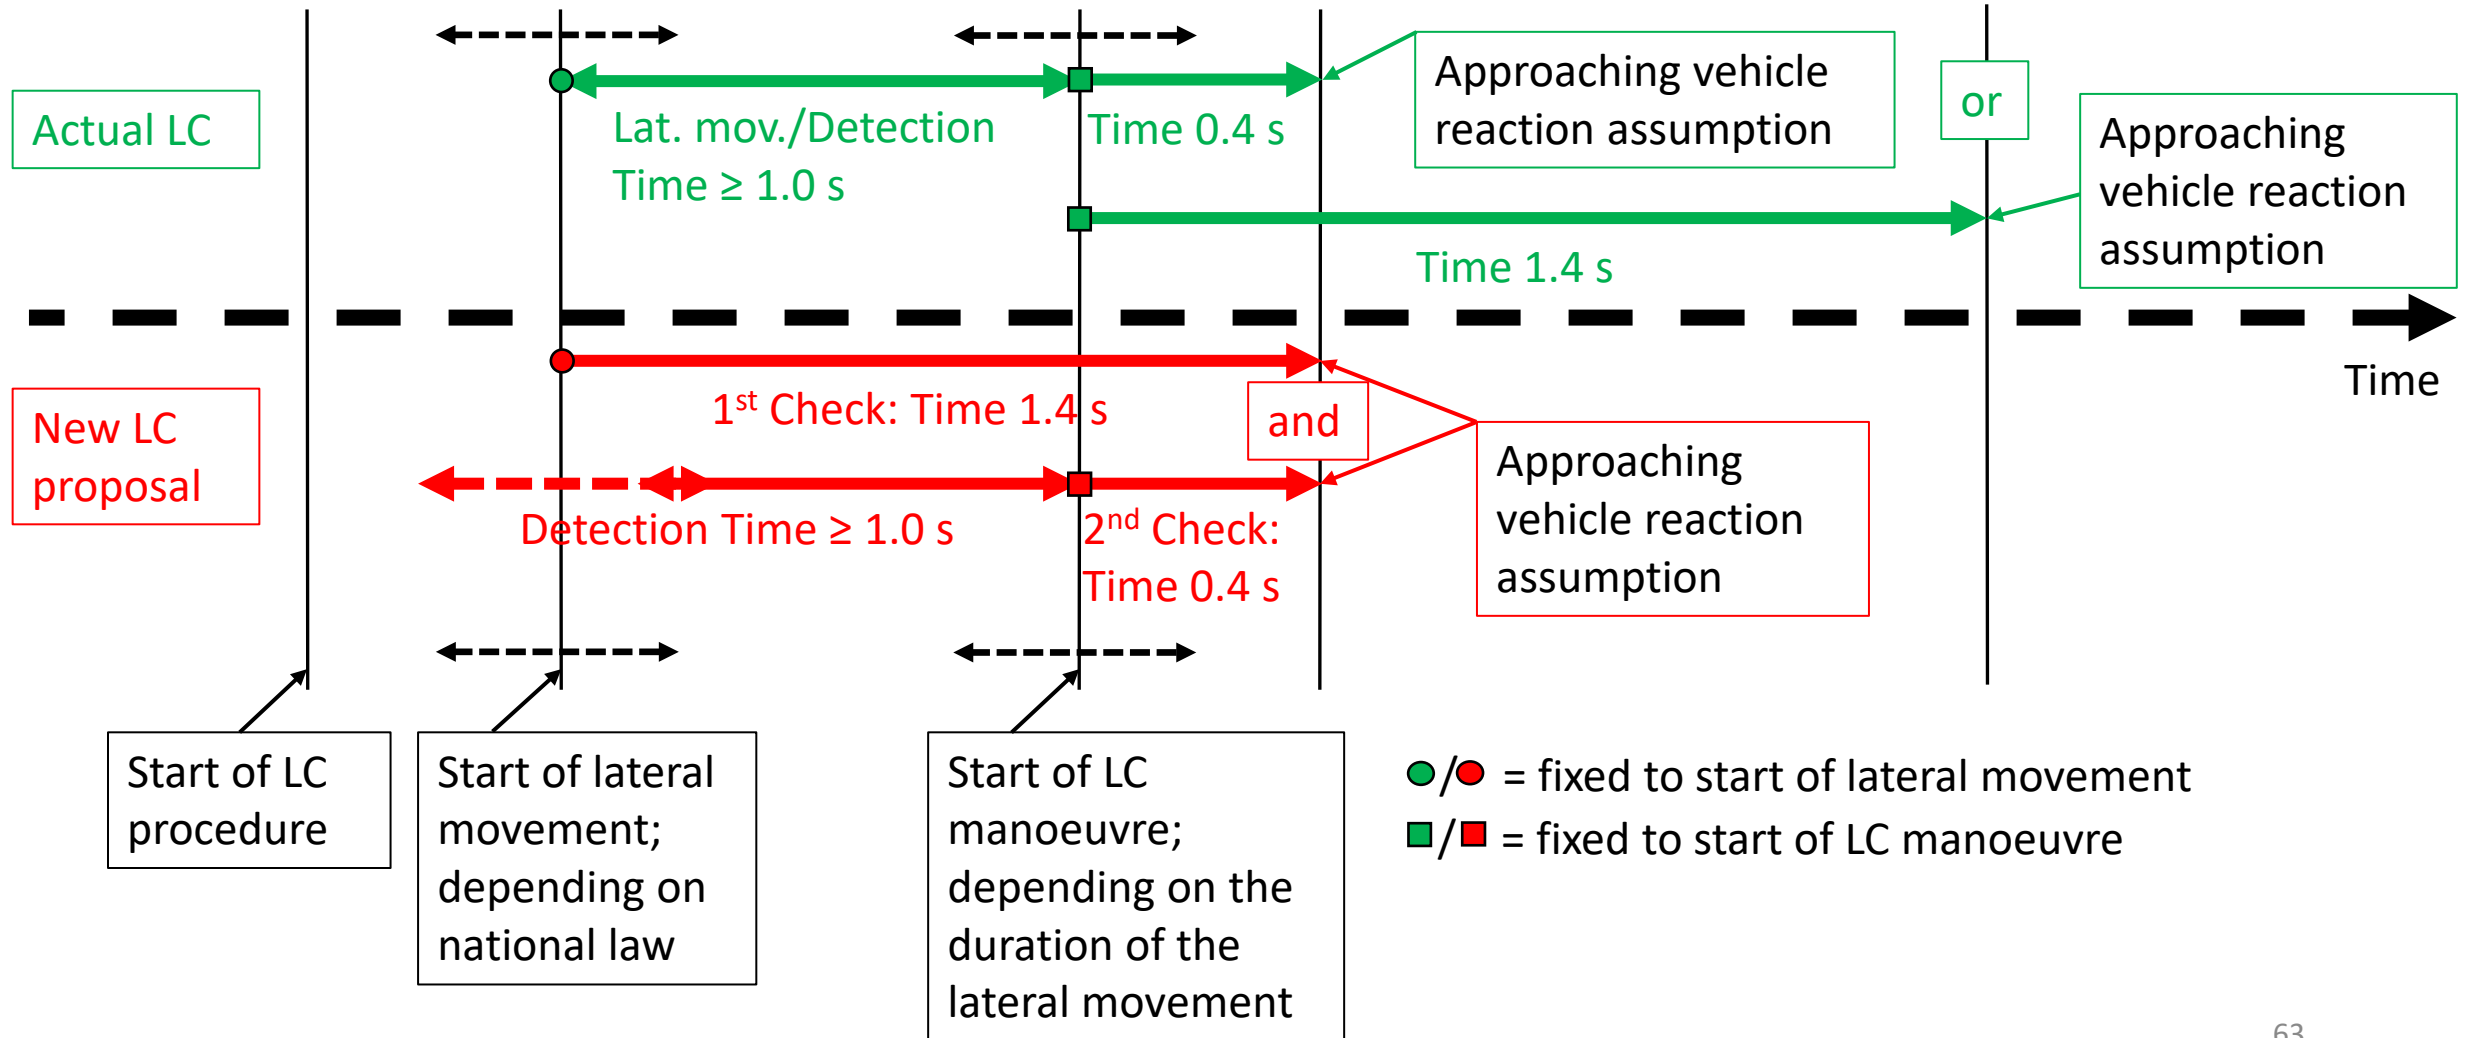 Actual LC
Lat. mov./Detection
Time ≥ 1.0 s
Time 0.4 s
Approaching vehicle
reaction assumption
or
Approaching
vehicle reaction
assumption
Time 1.4 s
Time
New LC
proposal
1st Check: Time 1.4 s
and
Detection Time ≥ 1.0 s
2nd Check:
Time 0.4 s
Approaching
vehicle reaction
assumption
Start of LC
procedure
Start of lateral
movement;
depending on
national law
Start of LC
manoeuvre;
depending on the
duration of the
lateral movement
/ = fixed to start of lateral movement
/ = fixed to start of LC manoeuvre
63